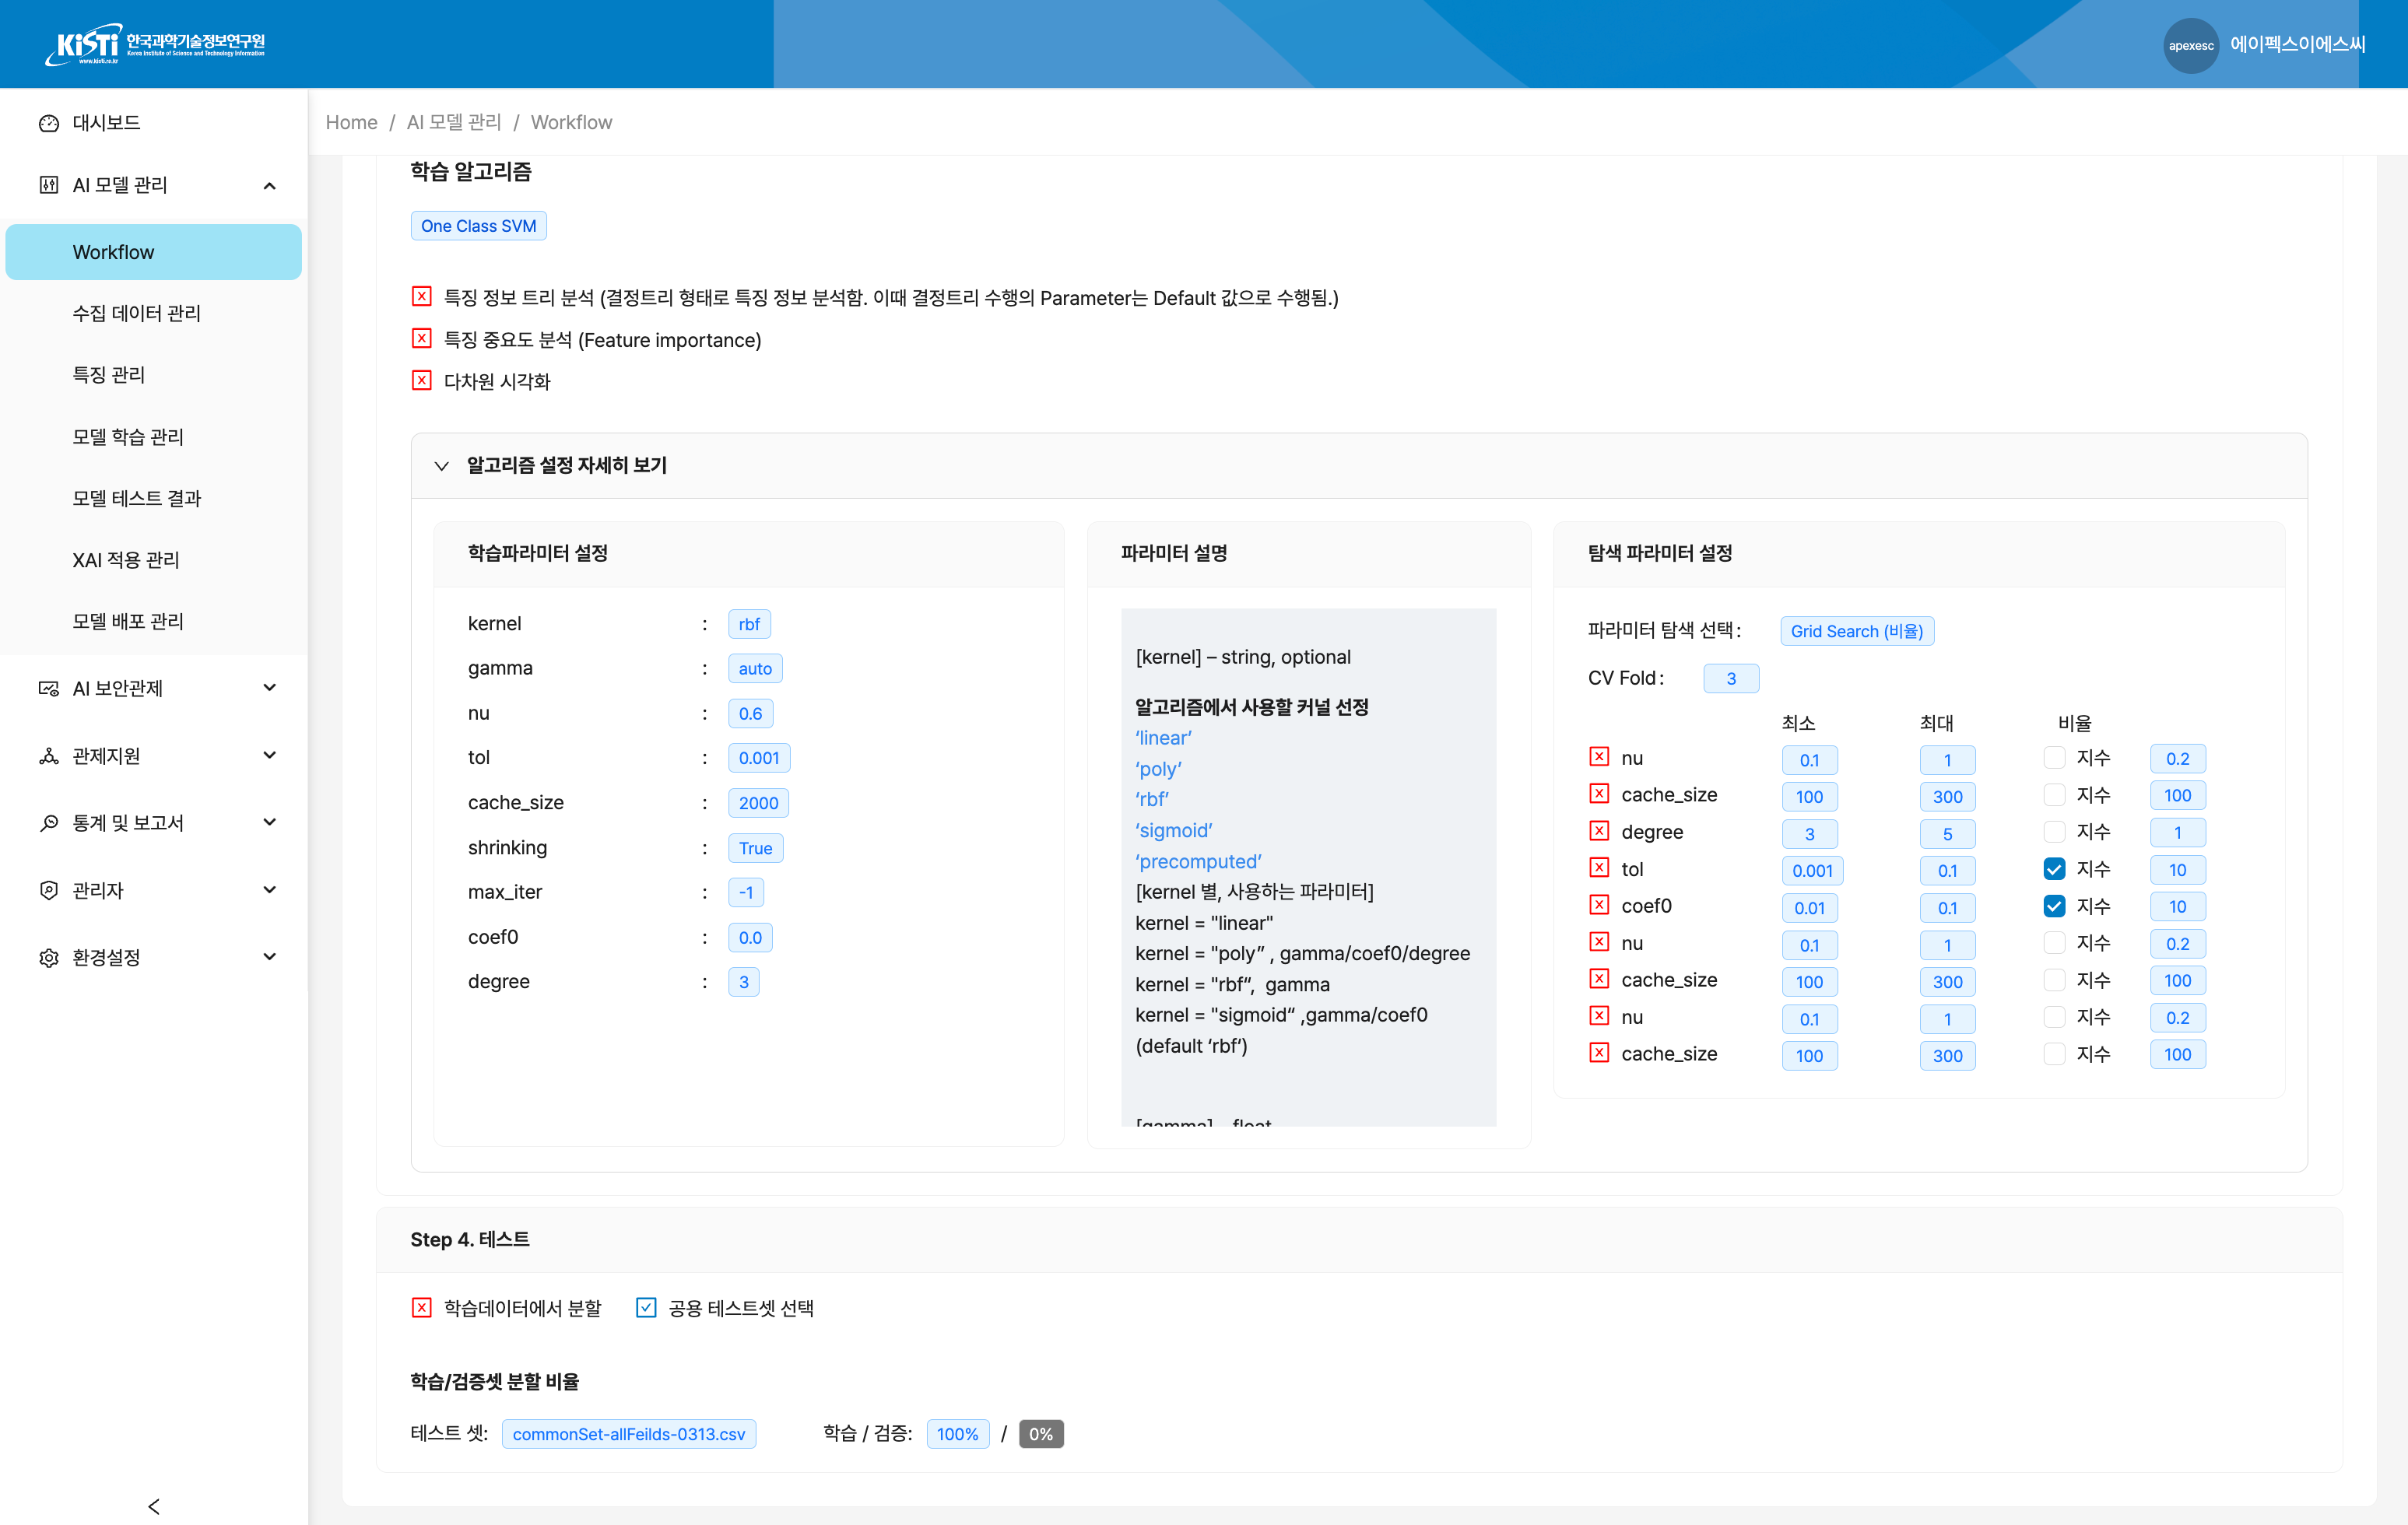 KiSTi 한국과학기술정보연구원
Korea Institute of Science and Technology Information
www.kisti.re.kr
apexesc 에이펙스이에스씨
대시보드
AI 모델 관리
Workflow
수집 데이터 관리
특징 관리
모델 학습 관리
모델 테스트 결과
XAI 적용 관리
모델 배포 관리
AI 보안관제
관제지원
통계 및 보고서
관리자
환경설정
Home / AI 모델 관리 / Workflow
학습 알고리즘
One Class SVM
특징 정보 트리 분석 (결정트리 형태로 특징 정보 분석함. 이때 결정트리 수행의 Parameter는 Default 값으로 수행됨.)
특징 중요도 분석 (Feature importance)
다차원 시각화
알고리즘 설정 자세히 보기
학습파라미터 설정
kernel : rbf
gamma : auto
nu : 0.6
tol : 0.001
cache_size : 2000
shrinking : True
max_iter : -1
coef0 : 0.0
degree : 3
파라미터 설명
[kernel] – string, optional
알고리즘에서 사용할 커널 선정
‘linear’
‘poly’
‘rbf’
‘sigmoid’
‘precomputed’
[kernel 별, 사용하는 파라미터]
kernel = "linear"
kernel = "poly” , gamma/coef0/degree
kernel = "rbf“, gamma
kernel = "sigmoid“ ,gamma/coef0
(default ‘rbf’)
[gamma] – float
탐색 파라미터 설정
파라미터 탐색 선택 : Grid Search (비율)
CV Fold : 3
최소 최대 비율
nu 0.1 1 지수 0.2
cache_size 100 300 지수 100
degree 3 5 지수 1
tol 0.001 0.1 지수 10
coef0 0.01 0.1 지수 10
nu 0.1 1 지수 0.2
cache_size 100 300 지수 100
nu 0.1 1 지수 0.2
cache_size 100 300 지수 100
Step 4. 테스트
학습데이터에서 분할 공용 테스트셋 선택
학습/검증셋 분할 비율
테스트 셋: commonSet-allFeilds-0313.csv 학습 / 검증: 100% / 0%